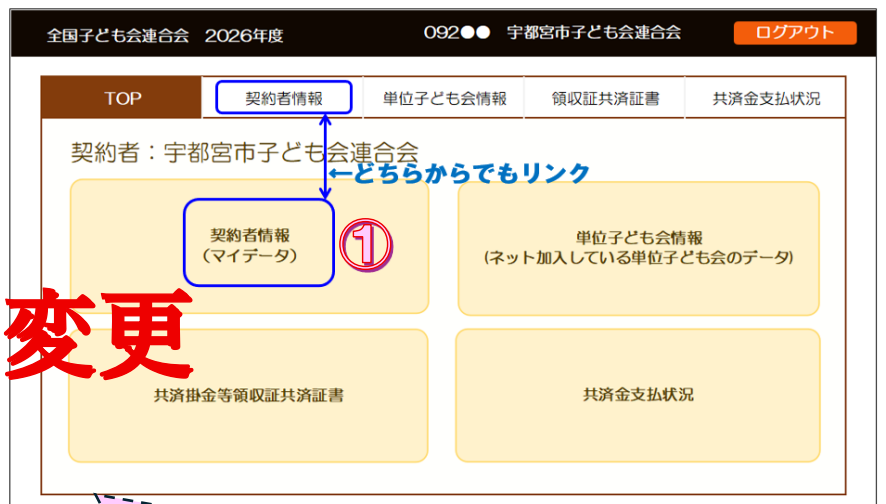 全国子ども会連合会 2026年度 092●● 宇都宮市子ども会連合会 ログアウト
TOP 契約者情報 単位子ども会情報 領収証共済証書 共済金支払状況
契約者：宇都宮市子ども会連合会
←どちらからでもリンク
契約者情報
（マイデータ）
①
単位子ども会情報
(ネット加入している単位子ども会のデータ)
変更
共済掛金等領収証共済証書
共済金支払状況